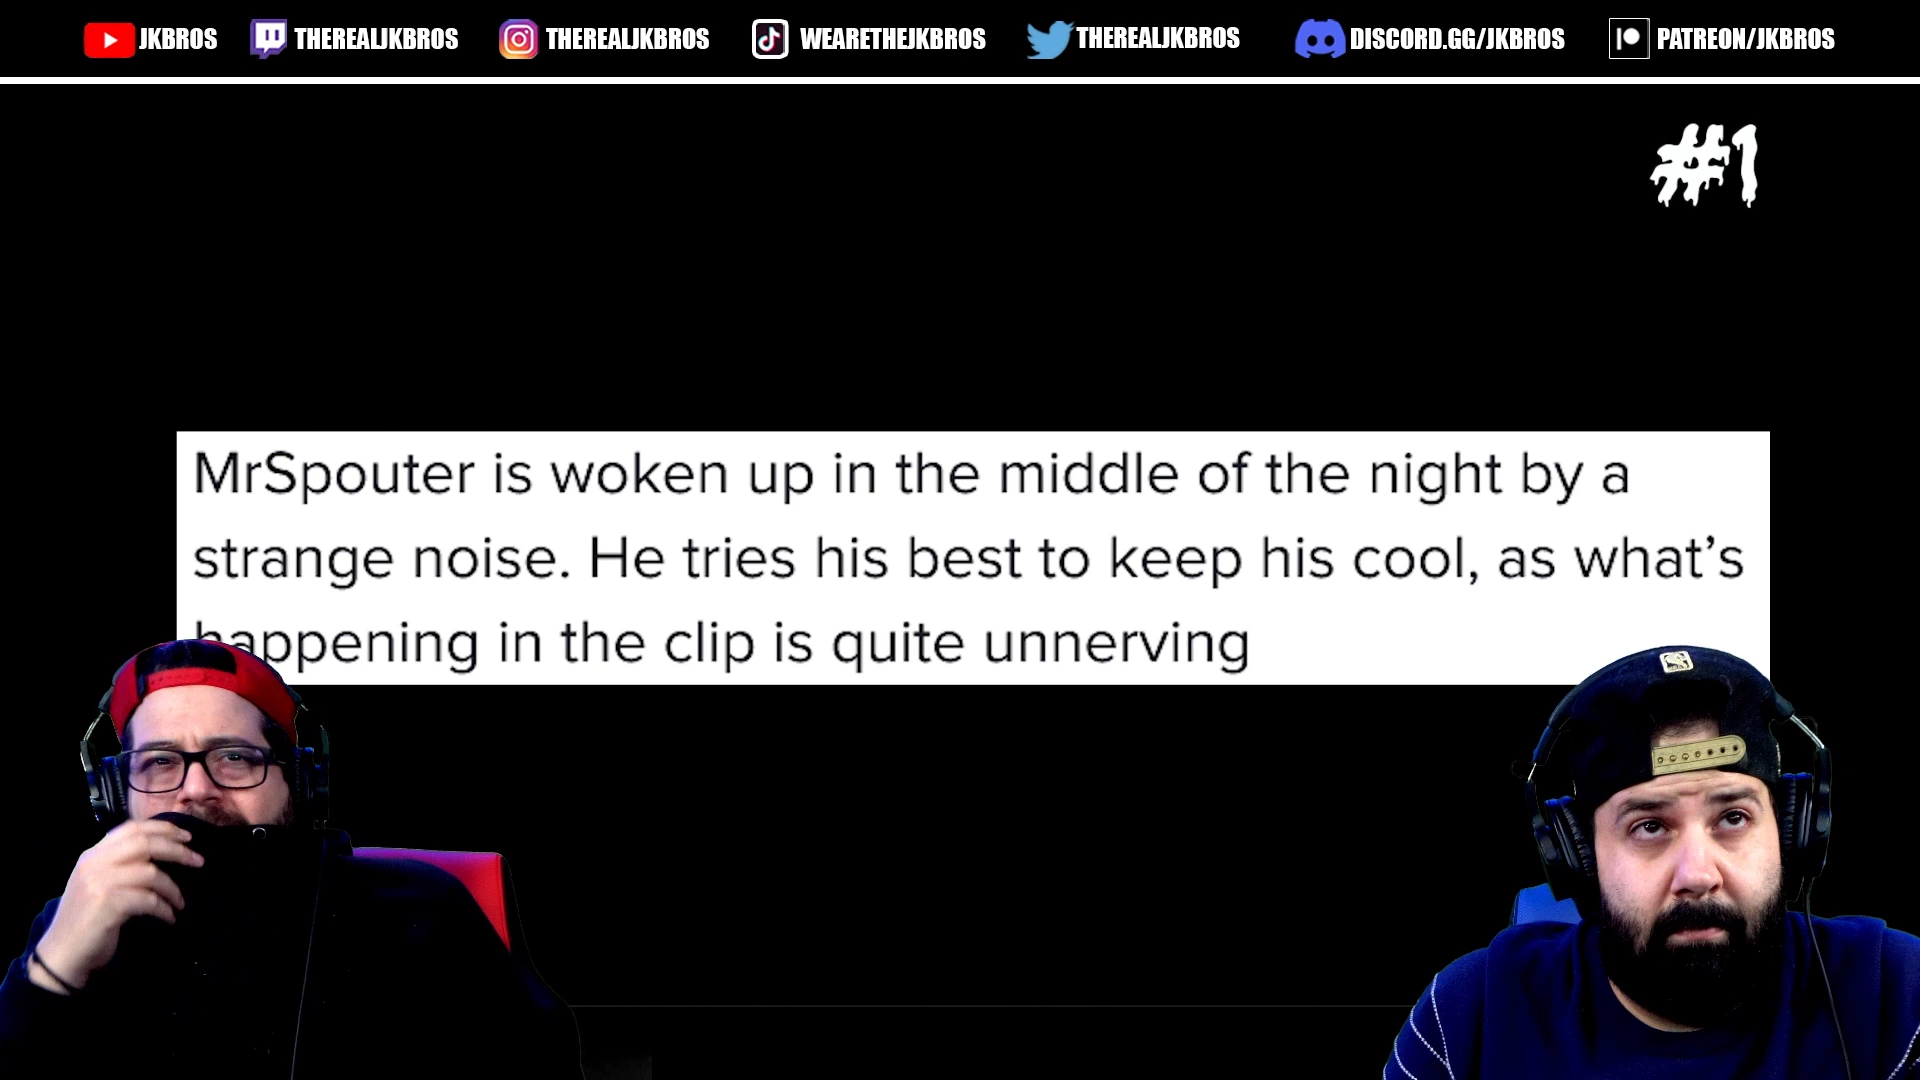 JKBROS THEREALJKBROS THEREALJKBROS WEARETHEJKBROS THEREALJKBROS DISCORD.GG/JKBROS PATREON/JKBROS
#1
MrSpouter is woken up in the middle of the night by a
strange noise. He tries his best to keep his cool, as what’s
happening in the clip is quite unnerving